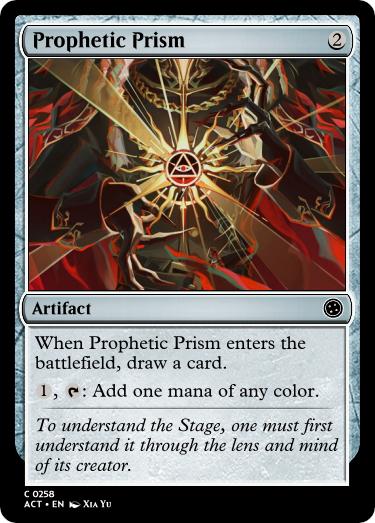 Prophetic Prism 2
Artifact
When Prophetic Prism enters the
battlefield, draw a card.
1, : Add one mana of any color.
To understand the Stage, one must first
understand it through the lens and mind
of its creator.
C 0258
ACT • EN Xia Yu